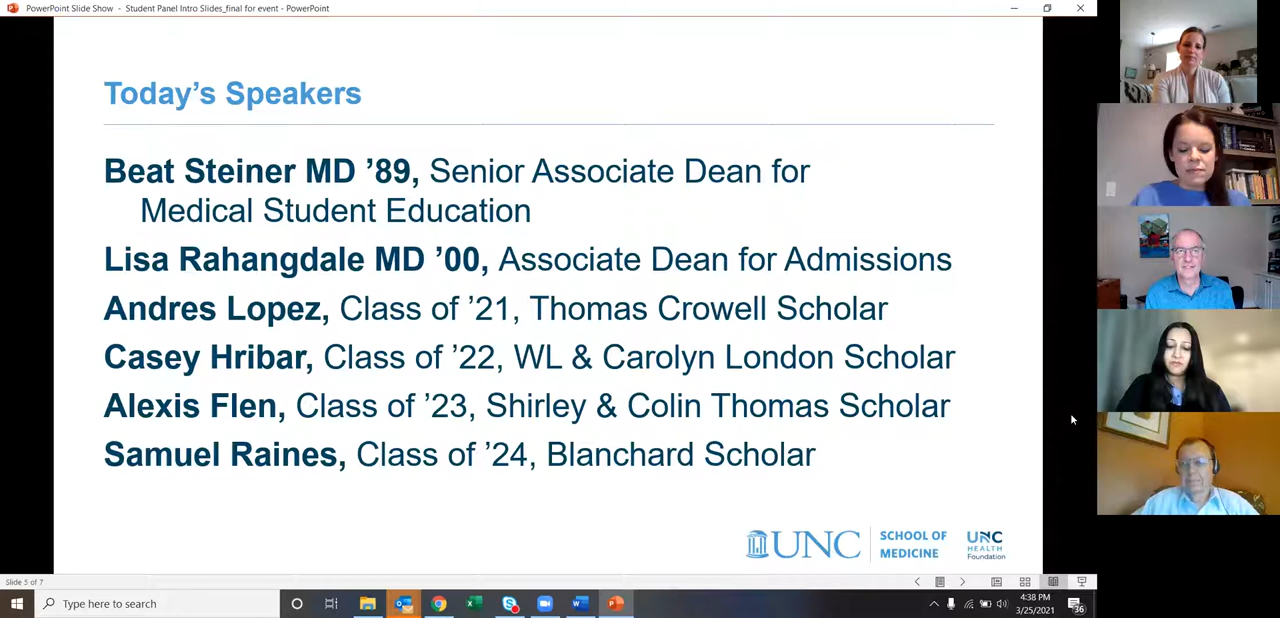 PowerPoint Slide Show - Student Panel Intro Slides_final for event - PowerPoint
Today’s Speakers
Beat Steiner MD ’89, Senior Associate Dean for
Medical Student Education
Lisa Rahangdale MD ’00, Associate Dean for Admissions
Andres Lopez, Class of ’21, Thomas Crowell Scholar
Casey Hribar, Class of ’22, WL & Carolyn London Scholar
Alexis Flen, Class of ’23, Shirley & Colin Thomas Scholar
Samuel Raines, Class of ’24, Blanchard Scholar
UNC
SCHOOL OF
MEDICINE
UNC
HEALTH
Foundation
Slide 5 of 7
Type here to search
4:38 PM
3/25/2021
36